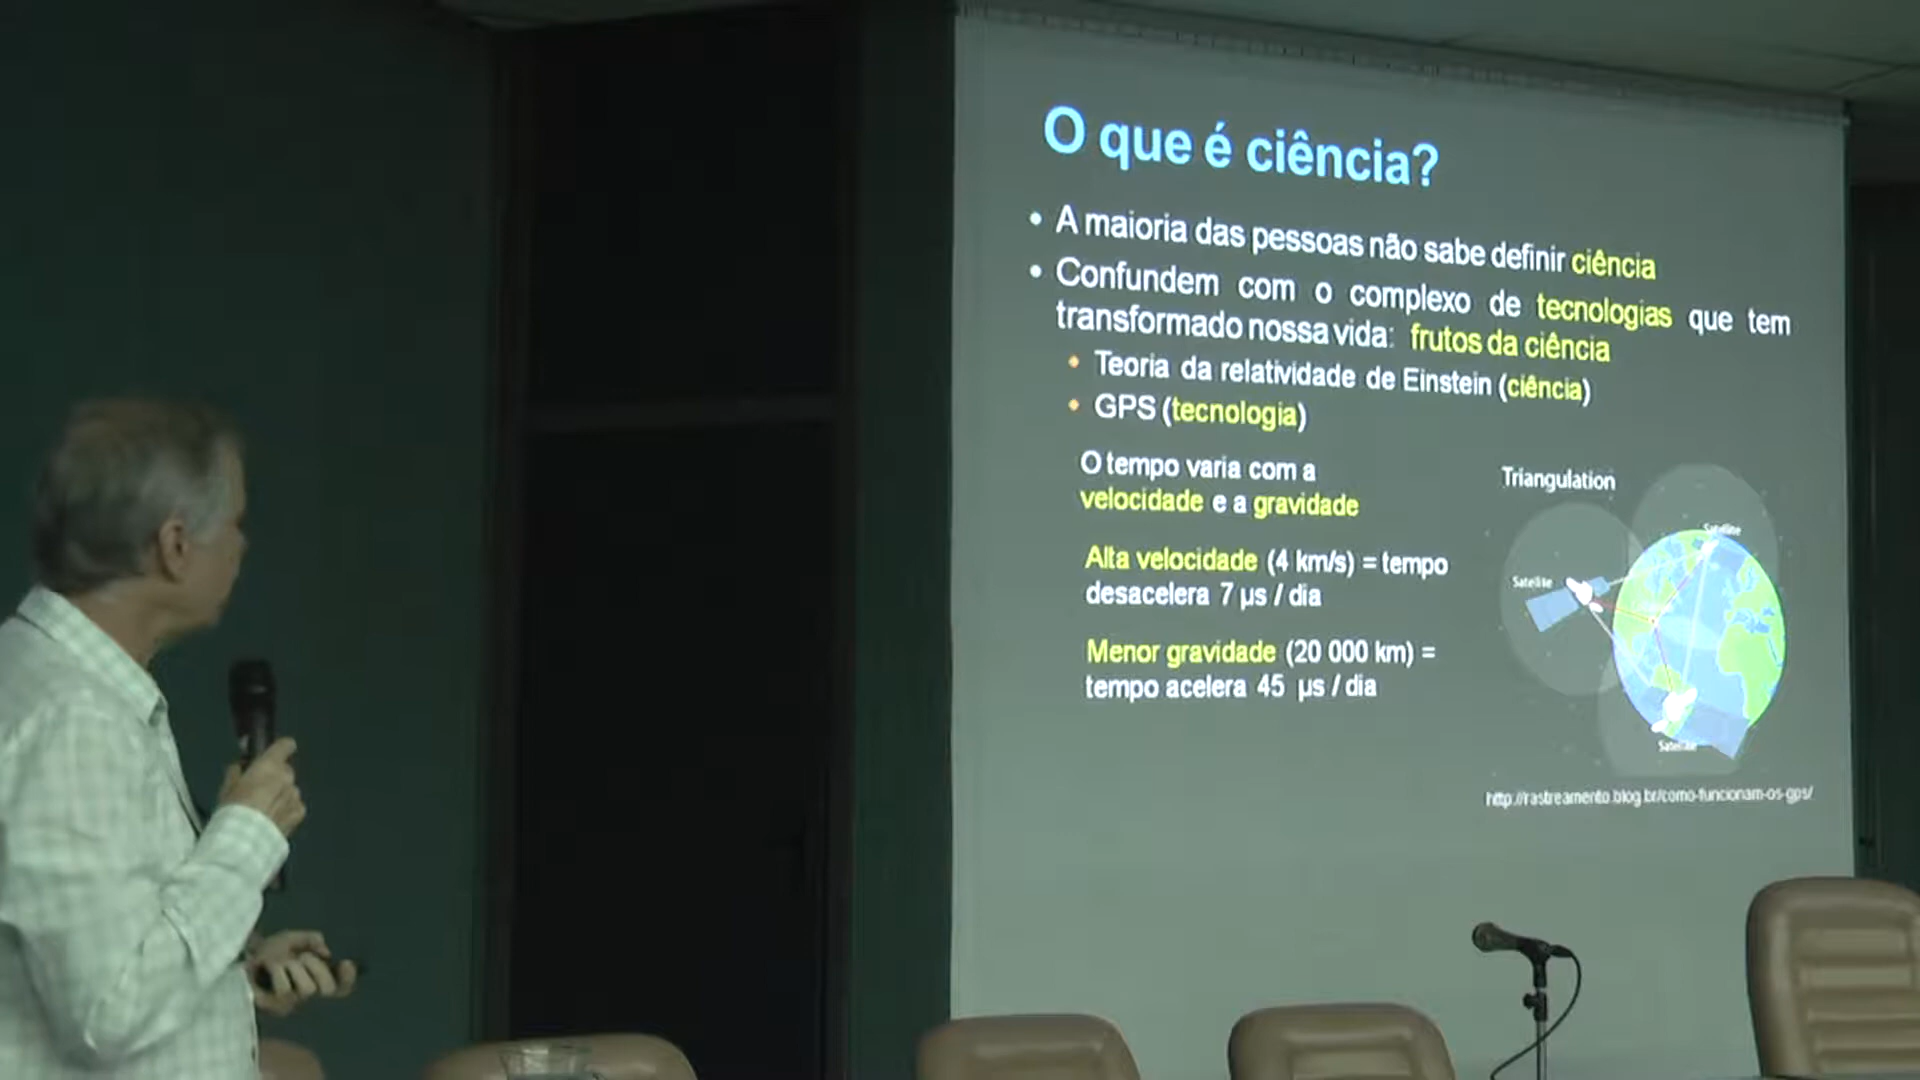 O que é ciência?
• A maioria das pessoas não sabe definir ciência
• Confundem com o complexo de tecnologias que tem
transformado nossa vida: frutos da ciência
• Teoria da relatividade de Einstein (ciência)
• GPS (tecnologia)
O tempo varia com a
velocidade e a gravidade
Alta velocidade (4 km/s) = tempo
desacelera 7 µs / dia
Menor gravidade (20 000 km) =
tempo acelera 45 µs / dia
Triangulation
Satellite
Satellite
Satellite
http://rastreamento.blog.br/como-funcionam-os-gps/